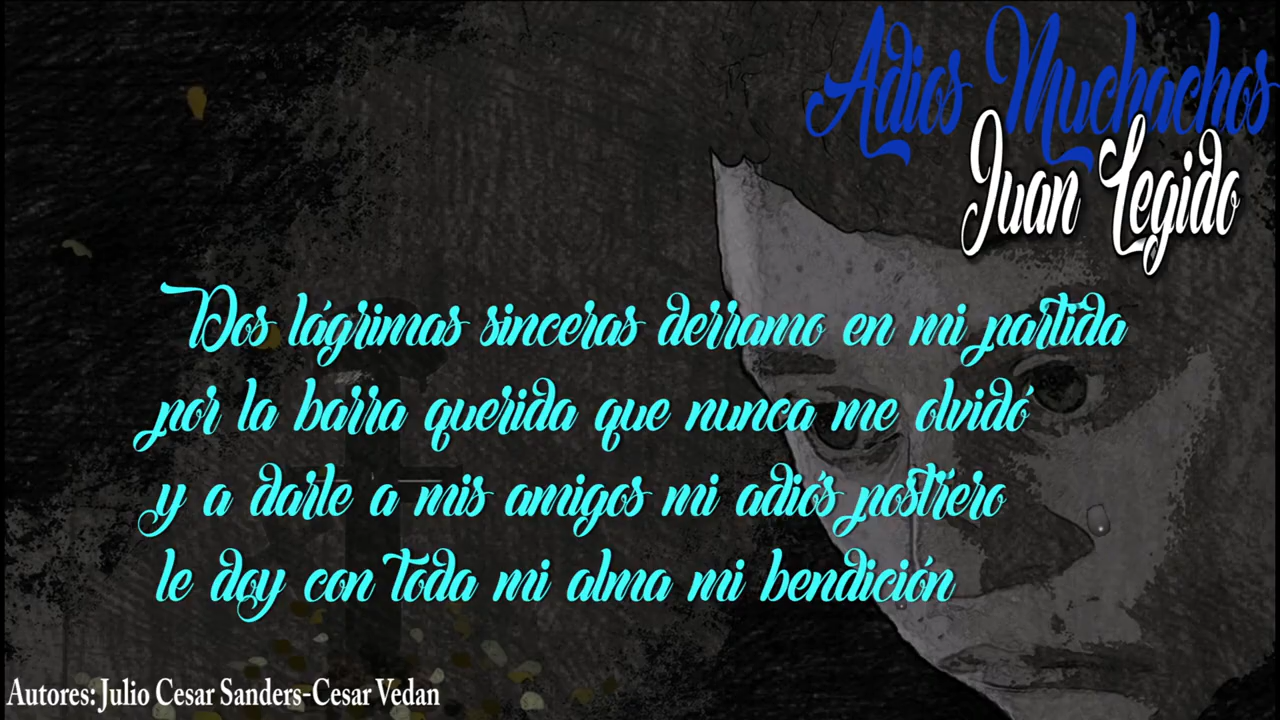 Adios Muchachos
Juan Legido
Dos lágrimas sinceras derramo en mi partida
por la barra querida que nunca me olvidó
y a darle a mis amigos mi adiós postrero
le doy con toda mi alma mi bendición
Autores: Julio Cesar Sanders-Cesar Vedan